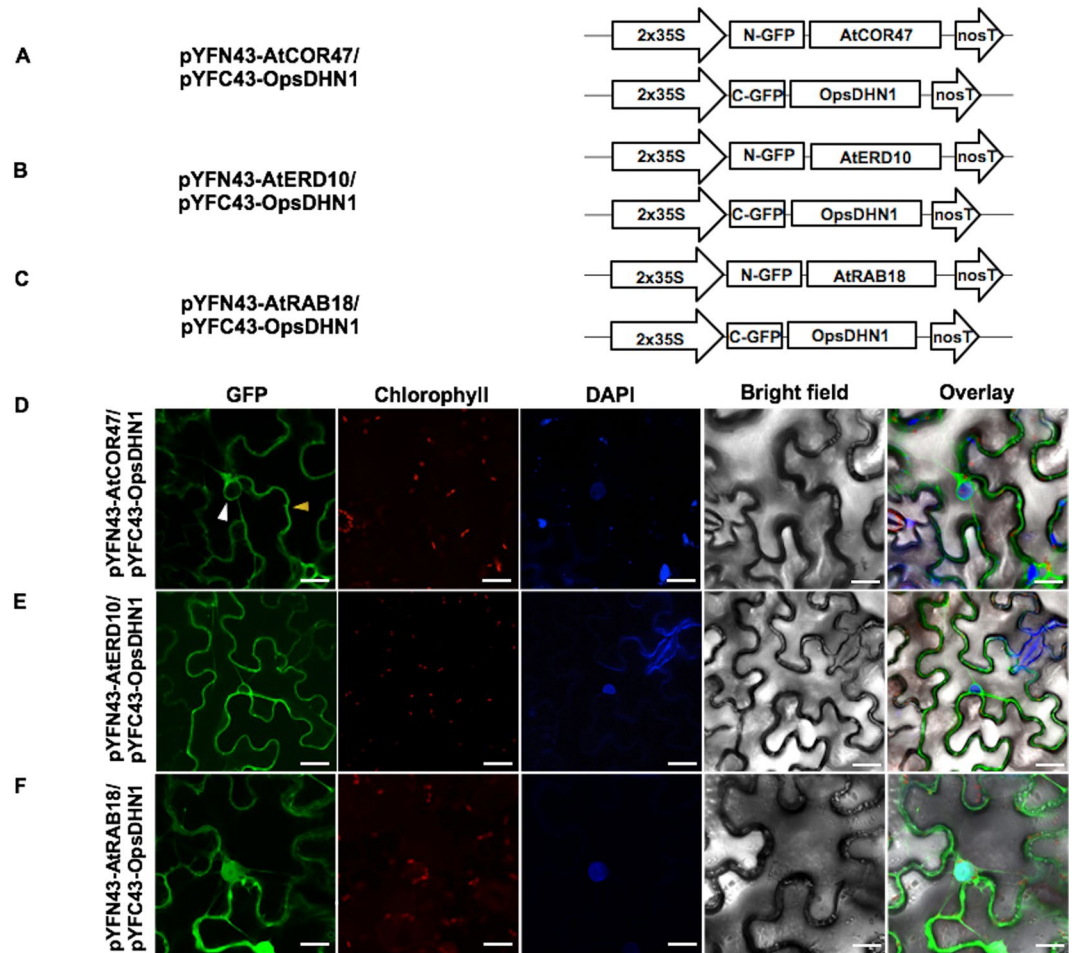 A
pYFN43-AtCOR47/
pYFC43-OpsDHN1
2x35S N-GFP AtCOR47 nosT
2x35S C-GFP OpsDHN1 nosT
B
pYFN43-AtERD10/
pYFC43-OpsDHN1
2x35S N-GFP AtERD10 nosT
2x35S C-GFP OpsDHN1 nosT
C
pYFN43-AtRAB18/
pYFC43-OpsDHN1
2x35S N-GFP AtRAB18 nosT
2x35S C-GFP OpsDHN1 nosT
GFP Chlorophyll DAPI Bright field Overlay
D
pYFN43-AtCOR47/
pYFC43-OpsDHN1
E
pYFN43-AtERD10/
pYFC43-OpsDHN1
F
pYFN43-AtRAB18/
pYFC43-OpsDHN1